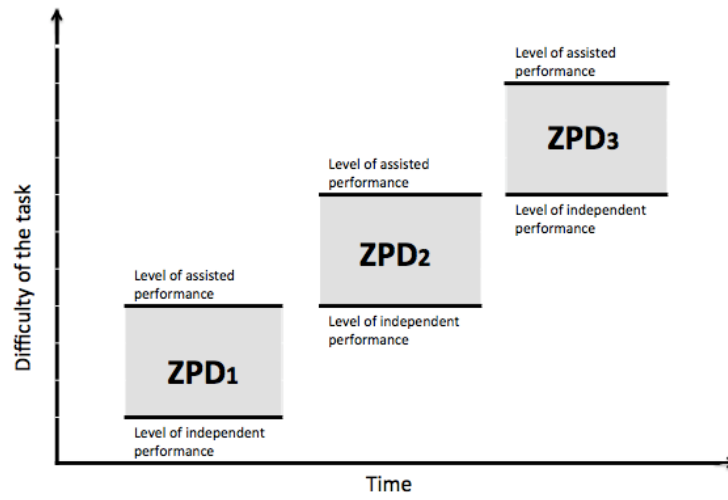 Level of assisted
performance
ZPD3
Level of independent
performance
Level of assisted
performance
ZPD2
Level of independent
performance
Level of assisted
performance
ZPD1
Level of independent
performance
Difficulty of the task
Time